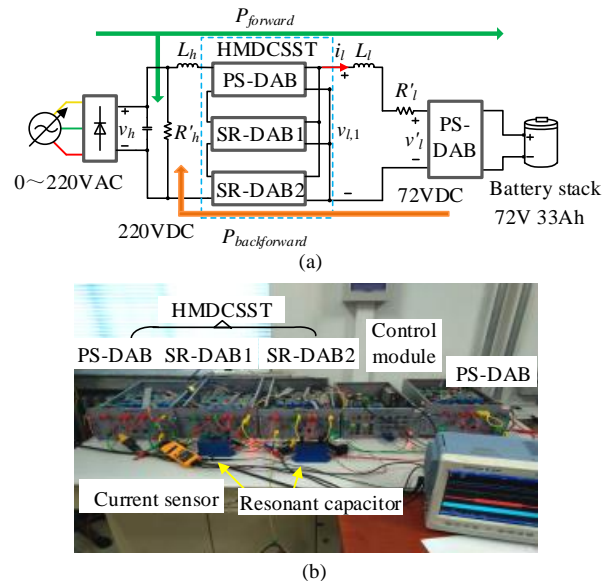 P_forward
L_h
HMDCSST
i_l
L_l
PS-DAB
+
R'_l
+
+
v_h
R'_h
SR-DAB1
v_l,1
v'_l
PS-DAB
+
0～220VAC
SR-DAB2
72VDC
Battery stack
72V 33Ah
220VDC
P_backforward
(a)
HMDCSST
Control module
PS-DAB SR-DAB1 SR-DAB2
PS-DAB
Current sensor
Resonant capacitor
(b)